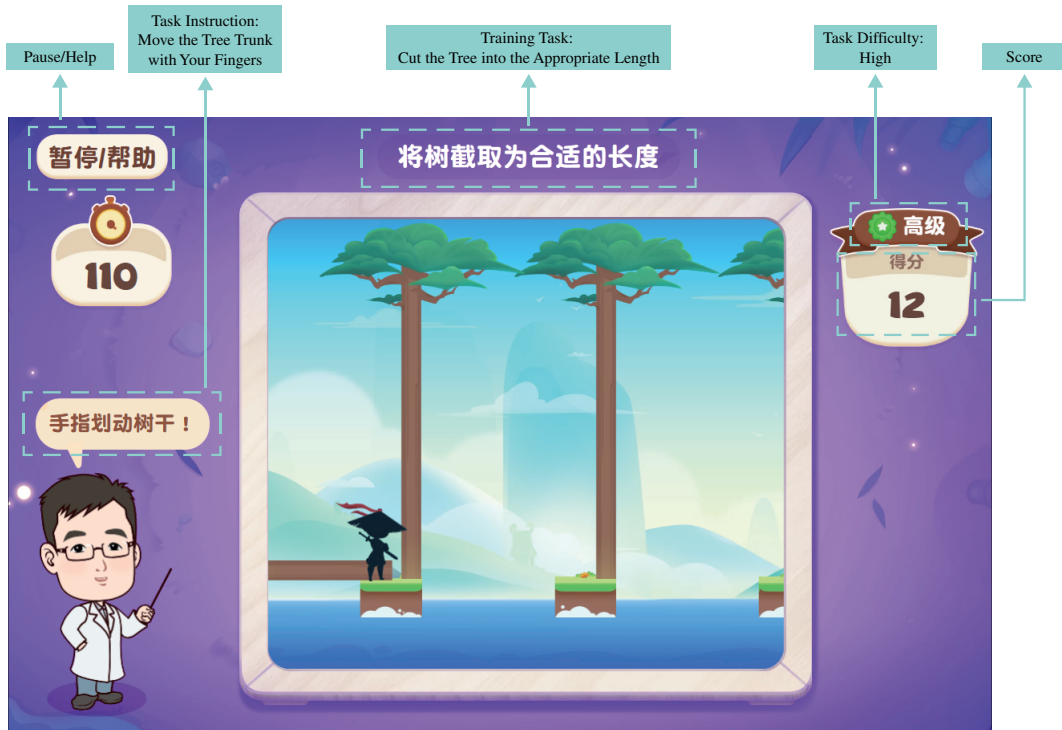 Task Instruction:
Move the Tree Trunk
with Your Fingers
Pause/Help
Training Task:
Cut the Tree into the Appropriate Length
Task Difficulty:
High
Score
暂停/帮助
将树截取为合适的长度
110
高级
得分
12
手指划动树干！